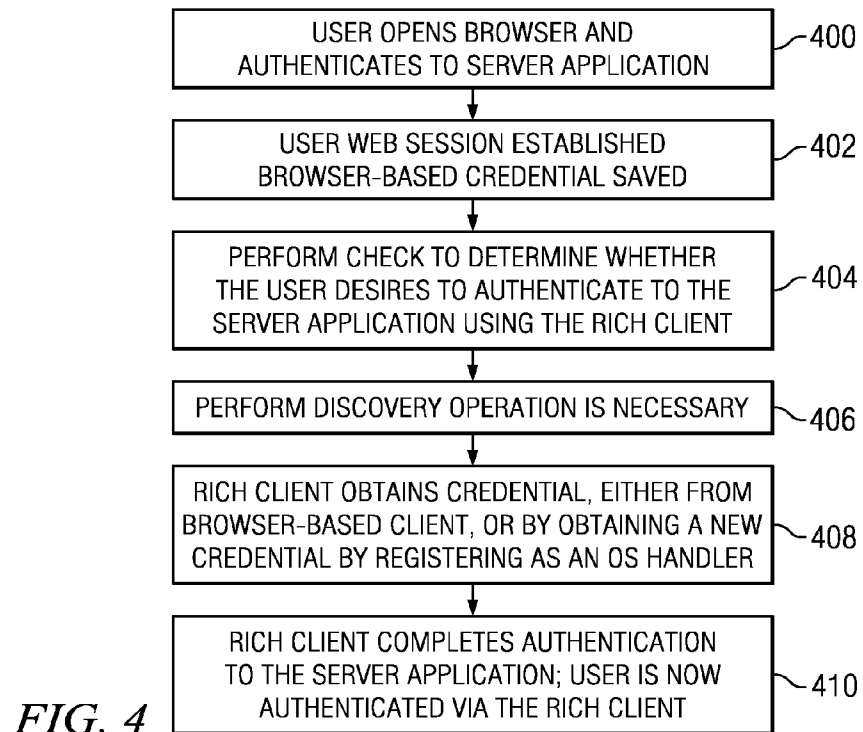 USER OPENS BROWSER AND
AUTHENTICATES TO SERVER APPLICATION
400
USER WEB SESSION ESTABLISHED
BROWSER-BASED CREDENTIAL SAVED
402
PERFORM CHECK TO DETERMINE WHETHER
THE USER DESIRES TO AUTHENTICATE TO THE
SERVER APPLICATION USING THE RICH CLIENT
404
PERFORM DISCOVERY OPERATION IS NECESSARY
406
RICH CLIENT OBTAINS CREDENTIAL, EITHER FROM
BROWSER-BASED CLIENT, OR BY OBTAINING A NEW
CREDENTIAL BY REGISTERING AS AN OS HANDLER
408
RICH CLIENT COMPLETES AUTHENTICATION
TO THE SERVER APPLICATION; USER IS NOW
AUTHENTICATED VIA THE RICH CLIENT
410
FIG. 4